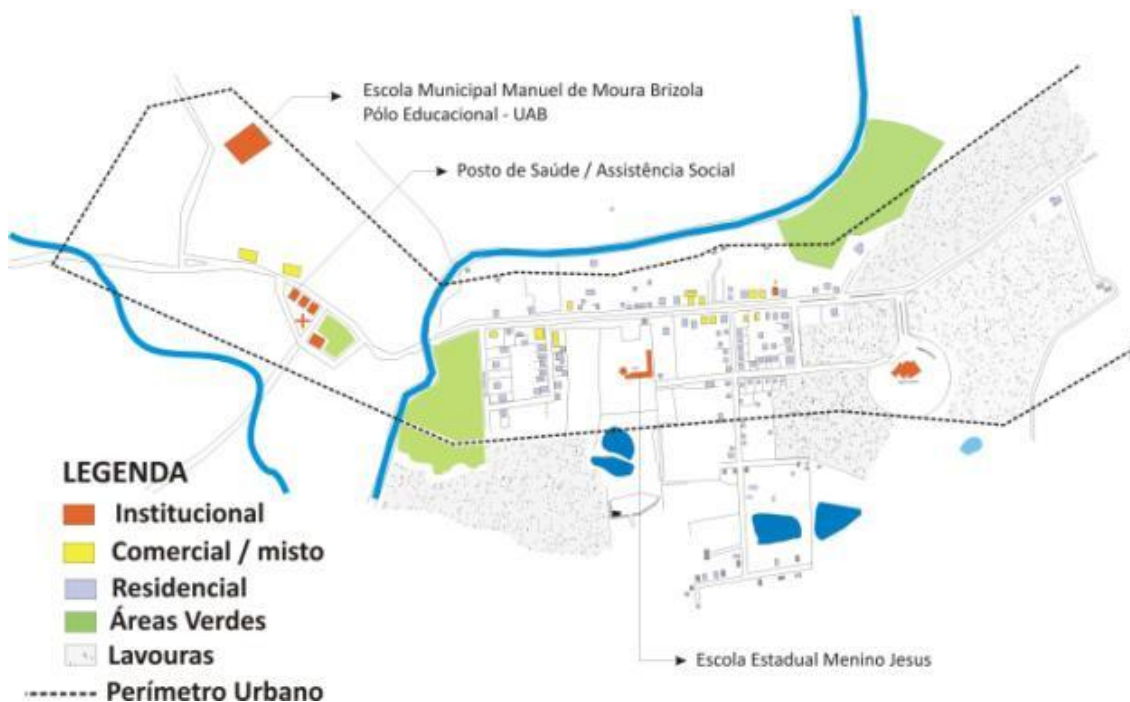 Escola Municipal Manuel de Moura Brizola
Pólo Educacional - UAB
Posto de Saúde / Assistência Social
LEGENDA
Institucional
Comercial / misto
Residencial
Áreas Verdes
Lavouras
Perímetro Urbano
Escola Estadual Menino Jesus